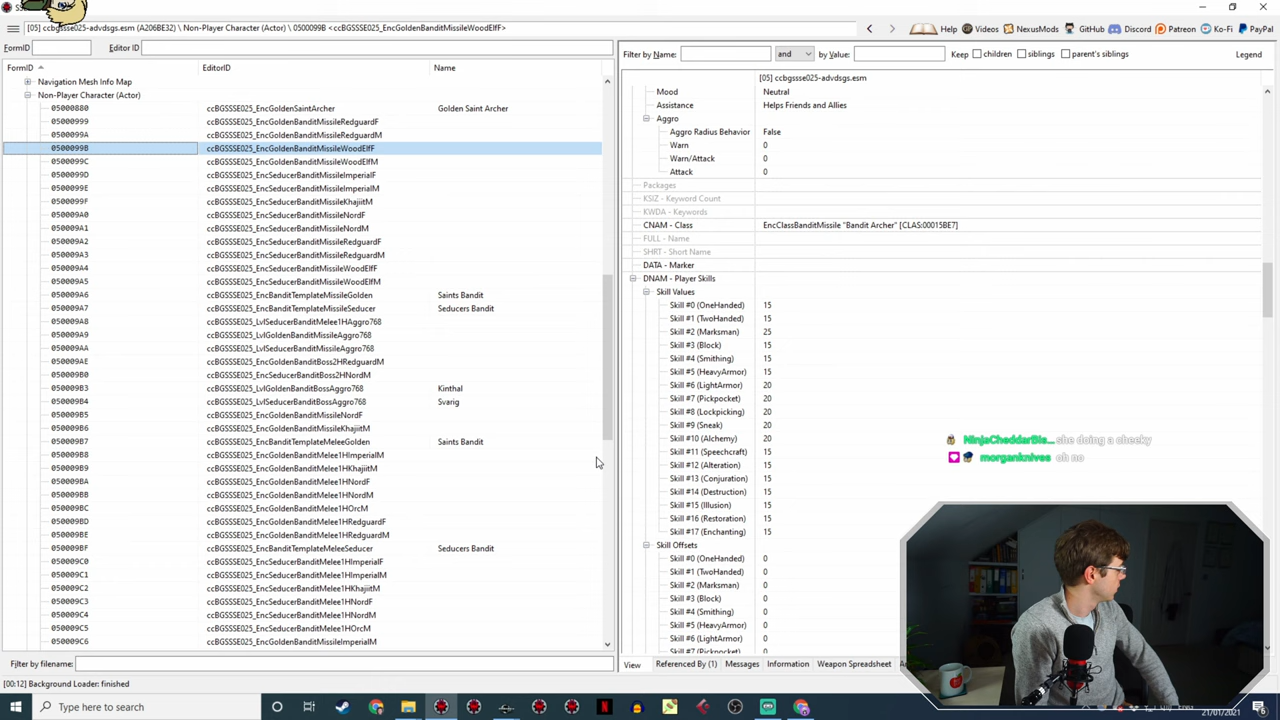 SS
[05] ccbgssse025-advdsgs.esm (A206BE32) \ Non-Player Character (Actor) \ 0500099B <ccBGSSSE025_EncGoldenBanditMissileWoodElfF>
Help Videos NexusMods GitHub Discord Patreon Ko-Fi PayPal
FormID Editor ID
Filter by Name: and by Value: Keep children siblings parent's siblings Legend
FormID EditorID Name
[05] ccbgssse025-advdsgs.esm
Navigation Mesh Info Map
Non-Player Character (Actor)
05000880 ccBGSSSE025_EncGoldenSaintArcher Golden Saint Archer
05000999 ccBGSSSE025_EncGoldenBanditMissileRedguardF
0500099A ccBGSSSE025_EncGoldenBanditMissileRedguardM
0500099B ccBGSSSE025_EncGoldenBanditMissileWoodElfF
0500099C ccBGSSSE025_EncGoldenBanditMissileWoodElfM
0500099D ccBGSSSE025_EncSeducerBanditMissileImperialF
0500099E ccBGSSSE025_EncSeducerBanditMissileImperialM
0500099F ccBGSSSE025_EncSeducerBanditMissileKhajiitM
050009A0 ccBGSSSE025_EncSeducerBanditMissileNordF
050009A1 ccBGSSSE025_EncSeducerBanditMissileNordM
050009A2 ccBGSSSE025_EncSeducerBanditMissileRedguardF
050009A3 ccBGSSSE025_EncSeducerBanditMissileRedguardM
050009A4 ccBGSSSE025_EncSeducerBanditMissileWoodElfF
050009A5 ccBGSSSE025_EncSeducerBanditMissileWoodElfM
050009A6 ccBGSSSE025_EncBanditTemplateMissileGolden Saints Bandit
050009A7 ccBGSSSE025_EncBanditTemplateMissileSeducer Seducers Bandit
050009A8 ccBGSSSE025_LvlSeducerBanditMelee1HAggro768
050009A9 ccBGSSSE025_LvlGoldenBanditMissileAggro768
050009AA ccBGSSSE025_LvlSeducerBanditMissileAggro768
050009AE ccBGSSSE025_EncGoldenBanditBoss2HRedguardM
050009B0 ccBGSSSE025_EncSeducerBanditBoss2HNordM
050009B3 ccBGSSSE025_LvlGoldenBanditBossAggro768 Kinthal
050009B4 ccBGSSSE025_LvlSeducerBanditBossAggro768 Svarig
050009B5 ccBGSSSE025_EncGoldenBanditMissileNordF
050009B6 ccBGSSSE025_EncGoldenBanditMissileKhajiitM
050009B7 ccBGSSSE025_EncBanditTemplateMeleeGolden Saints Bandit
050009B8 ccBGSSSE025_EncGoldenBanditMelee1HImperialM
050009B9 ccBGSSSE025_EncGoldenBanditMelee1HKhajiitM
050009BA ccBGSSSE025_EncGoldenBanditMelee1HNordF
050009BB ccBGSSSE025_EncGoldenBanditMelee1HNordM
050009BC ccBGSSSE025_EncGoldenBanditMelee1HOrcM
050009BD ccBGSSSE025_EncGoldenBanditMelee1HRedguardF
050009BE ccBGSSSE025_EncGoldenBanditMelee1HRedguardM
050009BF ccBGSSSE025_EncBanditTemplateMeleeSeducer Seducers Bandit
050009C0 ccBGSSSE025_EncSeducerBanditMelee1HImperialF
050009C1 ccBGSSSE025_EncSeducerBanditMelee1HImperialM
050009C2 ccBGSSSE025_EncSeducerBanditMelee1HKhajiitM
050009C3 ccBGSSSE025_EncSeducerBanditMelee1HNordF
050009C4 ccBGSSSE025_EncSeducerBanditMelee1HNordM
050009C5 ccBGSSSE025_EncSeducerBanditMelee1HOrcM
050009C6 ccBGSSSE025_EncGoldenBanditMissileImperialM
Mood Neutral
Assistance Helps Friends and Allies
Aggro
Aggro Radius Behavior False
Warn 0
Warn/Attack 0
Attack 0
Packages
KSIZ - Keyword Count
KWDA - Keywords
CNAM - Class EncClassBanditMissile "Bandit Archer" [CLAS:00015BE7]
FULL - Name
SHRT - Short Name
DATA - Marker
DNAM - Player Skills
Skill Values
Skill #0 (OneHanded) 15
Skill #1 (TwoHanded) 15
Skill #2 (Marksman) 25
Skill #3 (Block) 15
Skill #4 (Smithing) 15
Skill #5 (HeavyArmor) 15
Skill #6 (LightArmor) 20
Skill #7 (Pickpocket) 20
Skill #8 (Lockpicking) 20
Skill #9 (Sneak) 20
Skill #10 (Alchemy) 20
Skill #11 (Speechcraft) 15
Skill #12 (Alteration) 15
Skill #13 (Conjuration) 15
Skill #14 (Destruction) 15
Skill #15 (Illusion) 15
Skill #16 (Restoration) 15
Skill #17 (Enchanting) 15
Skill Offsets
Skill #0 (OneHanded) 0
Skill #1 (TwoHanded) 0
Skill #2 (Marksman) 0
Skill #3 (Block) 0
Skill #4 (Smithing) 0
Skill #5 (HeavyArmor) 0
Skill #6 (LightArmor) 0
Skill #7 (Pickpocket) 0
NinjaCheddarBis... she doing a cheeky
morganknives oh no
Filter by filename:
View Referenced By (1) Messages Information Weapon Spreadsheet
[00:12] Background Loader: finished
Type here to search
ENG
21/01/2021
6